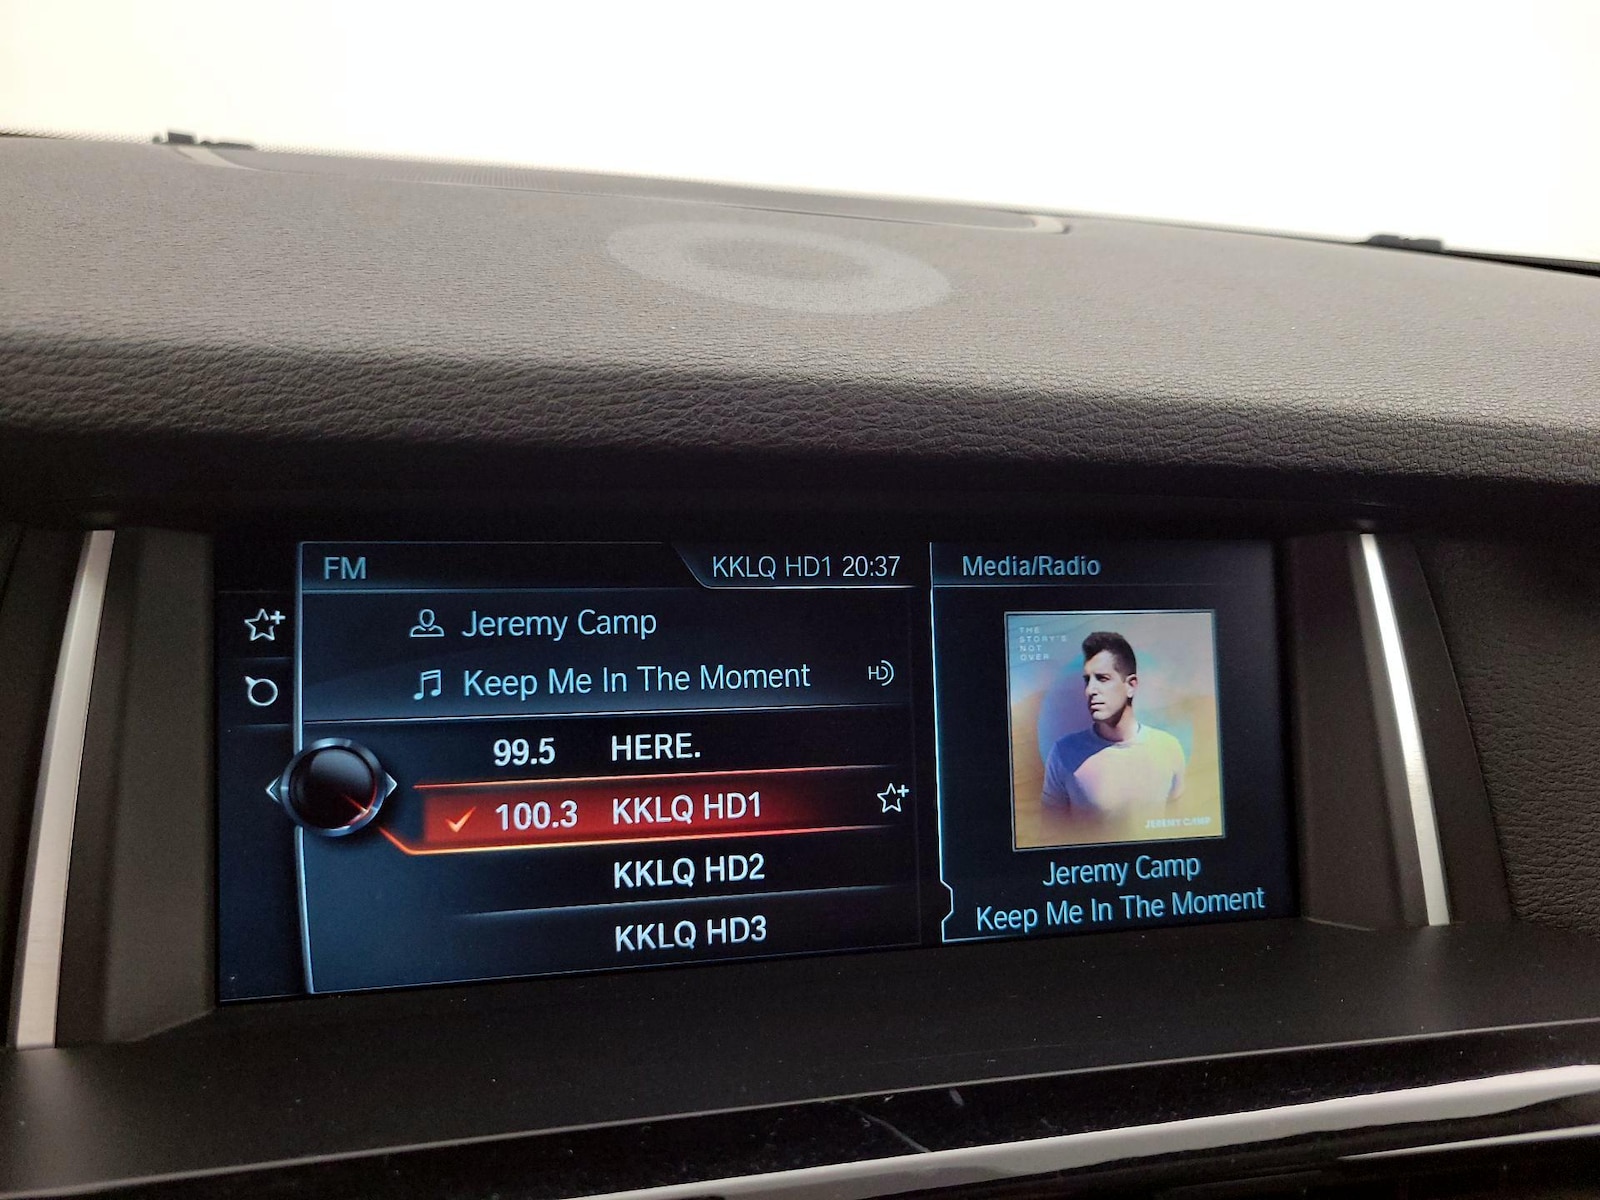 FM
KKLQ HD1 20:37
Jeremy Camp
Keep Me In The Moment
HD
99.5 HERE.
100.3 KKLQ HD1
KKLQ HD2
KKLQ HD3
Media/Radio
THE
STORY'S
NOT
OVER
JEREMY CAMP
Jeremy Camp
Keep Me In The Moment